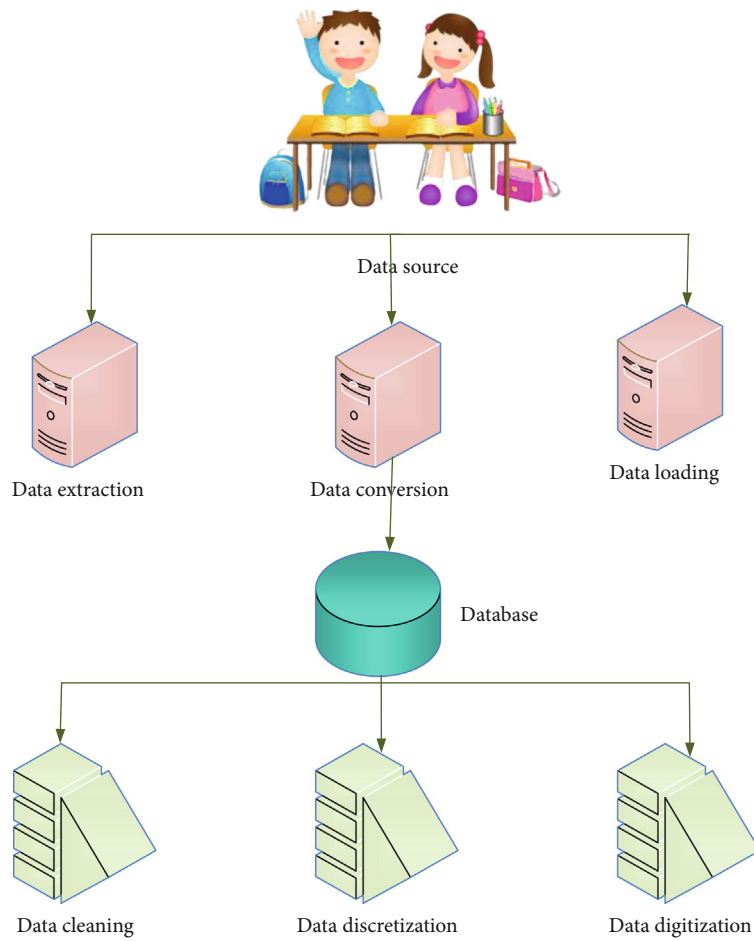 Data source
Data extraction
Data conversion
Data loading
Database
Data cleaning
Data discretization
Data digitization